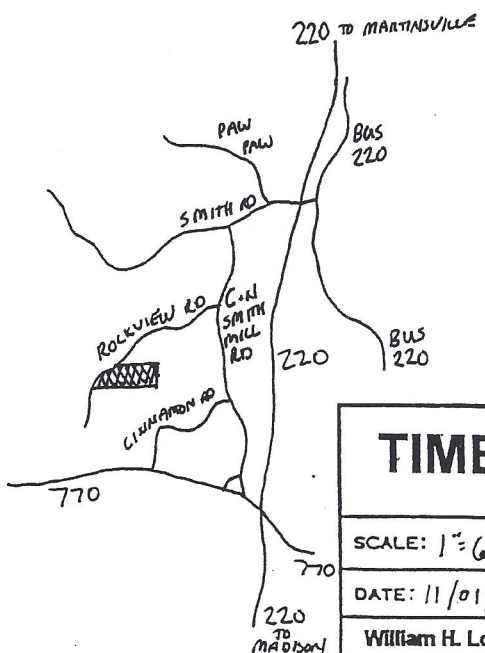 220 TO MARTINSVILLE
PAW
PAW
BUS
220
SMITH RD
ROCKVIEW RD
C+N
SMITH
MILL
RD
220
BUS
220
CINNAMON RD
770
770
220
TO
MADISON
TIME
SCALE: 1"=6
DATE: 11/01
William H. Lo